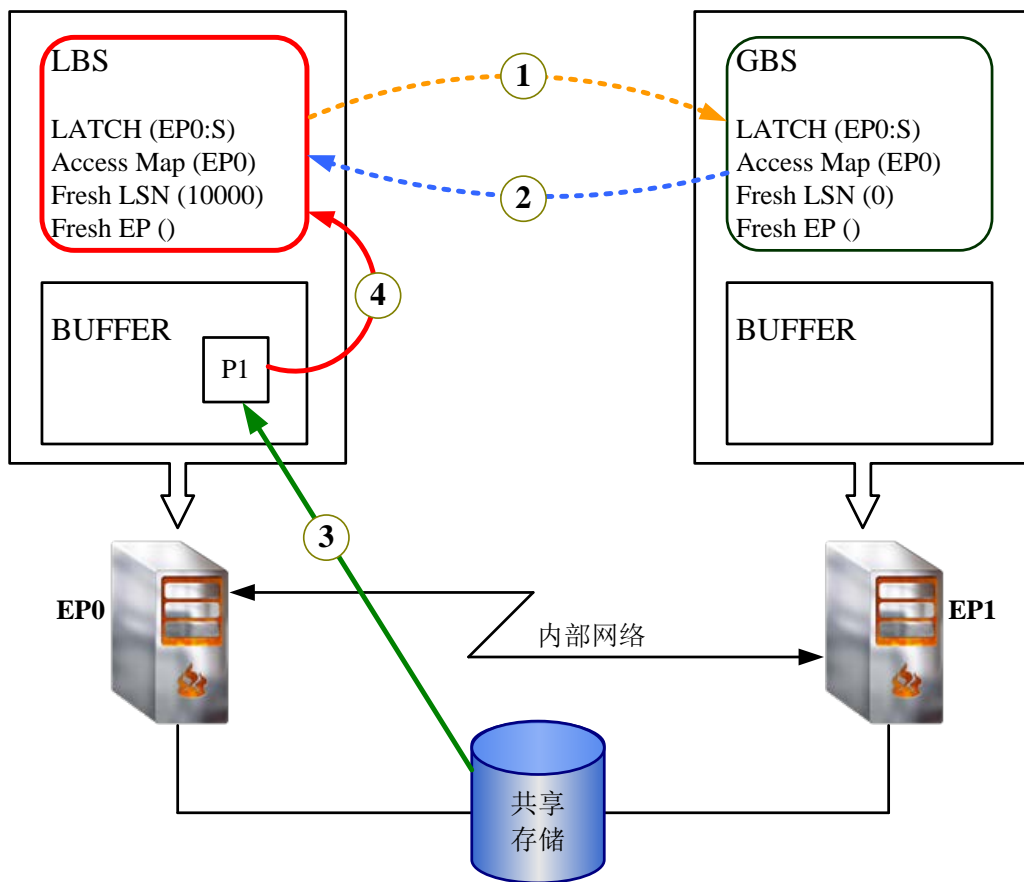 LBS
LATCH (EP0:S)
Access Map (EP0)
Fresh LSN (10000)
Fresh EP ()
1
2
GBS
LATCH (EP0:S)
Access Map (EP0)
Fresh LSN (0)
Fresh EP ()
4
BUFFER
P1
BUFFER
3
EP0
EP1
内部网络
共享
存储